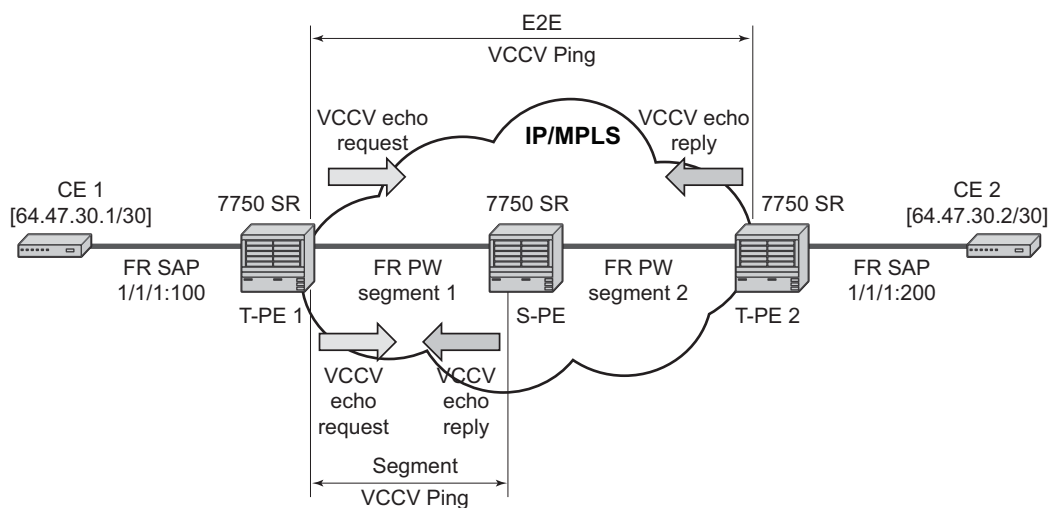 E2E
VCCV Ping
VCCV echo
request
VCCV echo
reply
IP/MPLS
CE 1
[64.47.30.1/30]
7750 SR
7750 SR
7750 SR
CE 2
[64.47.30.2/30]
FR SAP
1/1/1:100
FR PW
segment 1
FR PW
segment 2
FR SAP
1/1/1:200
T-PE 1
S-PE
T-PE 2
VCCV
echo
request
VCCV
echo
reply
Segment
VCCV Ping